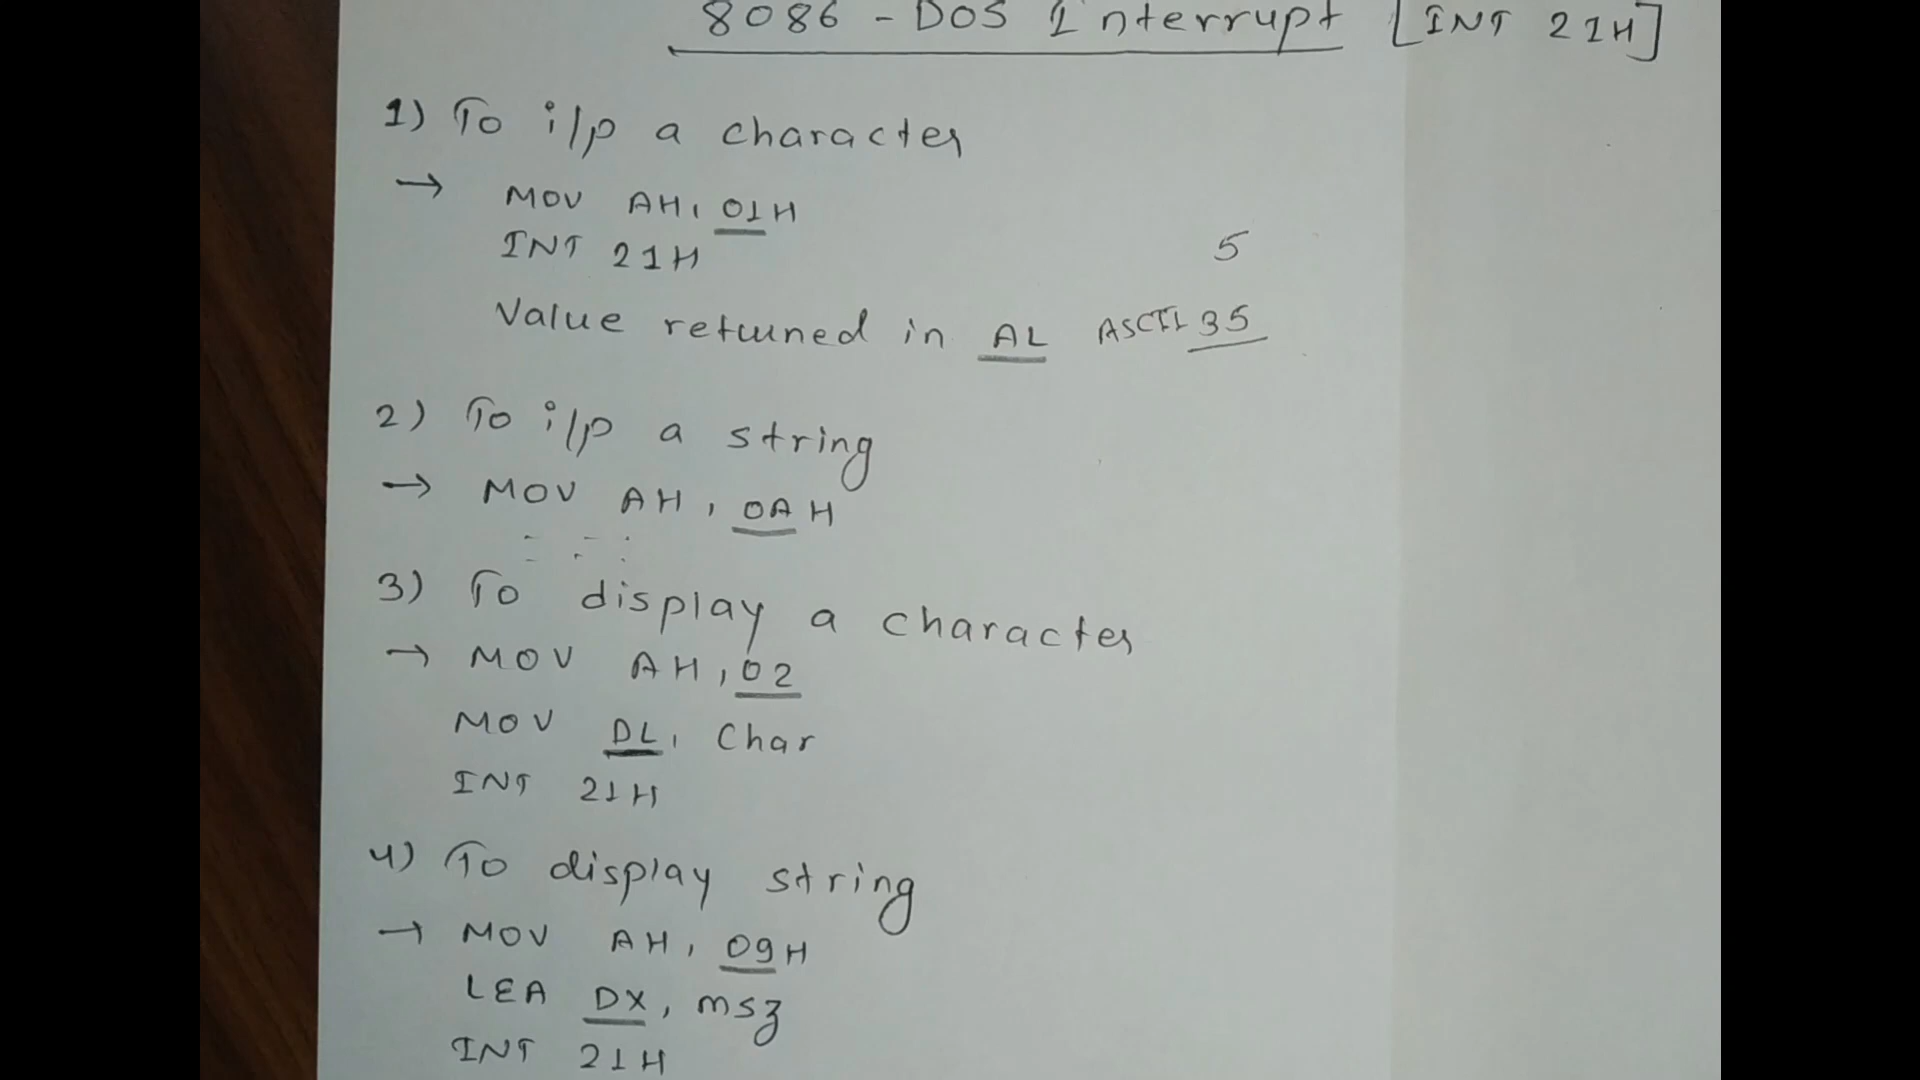 8086 - DOS Interrupt [INT 21H]
1) To i/p a character
→ MOV AH, 01H
INT 21H
5
Value returned in AL ASCII 35
2) To i/p a string
→ MOV AH, 0AH
3) To display a character
→ MOV AH, 02
MOV DL, Char
INT 21H
4) To display string
→ MOV AH, 09H
LEA DX, msg
INT 21H